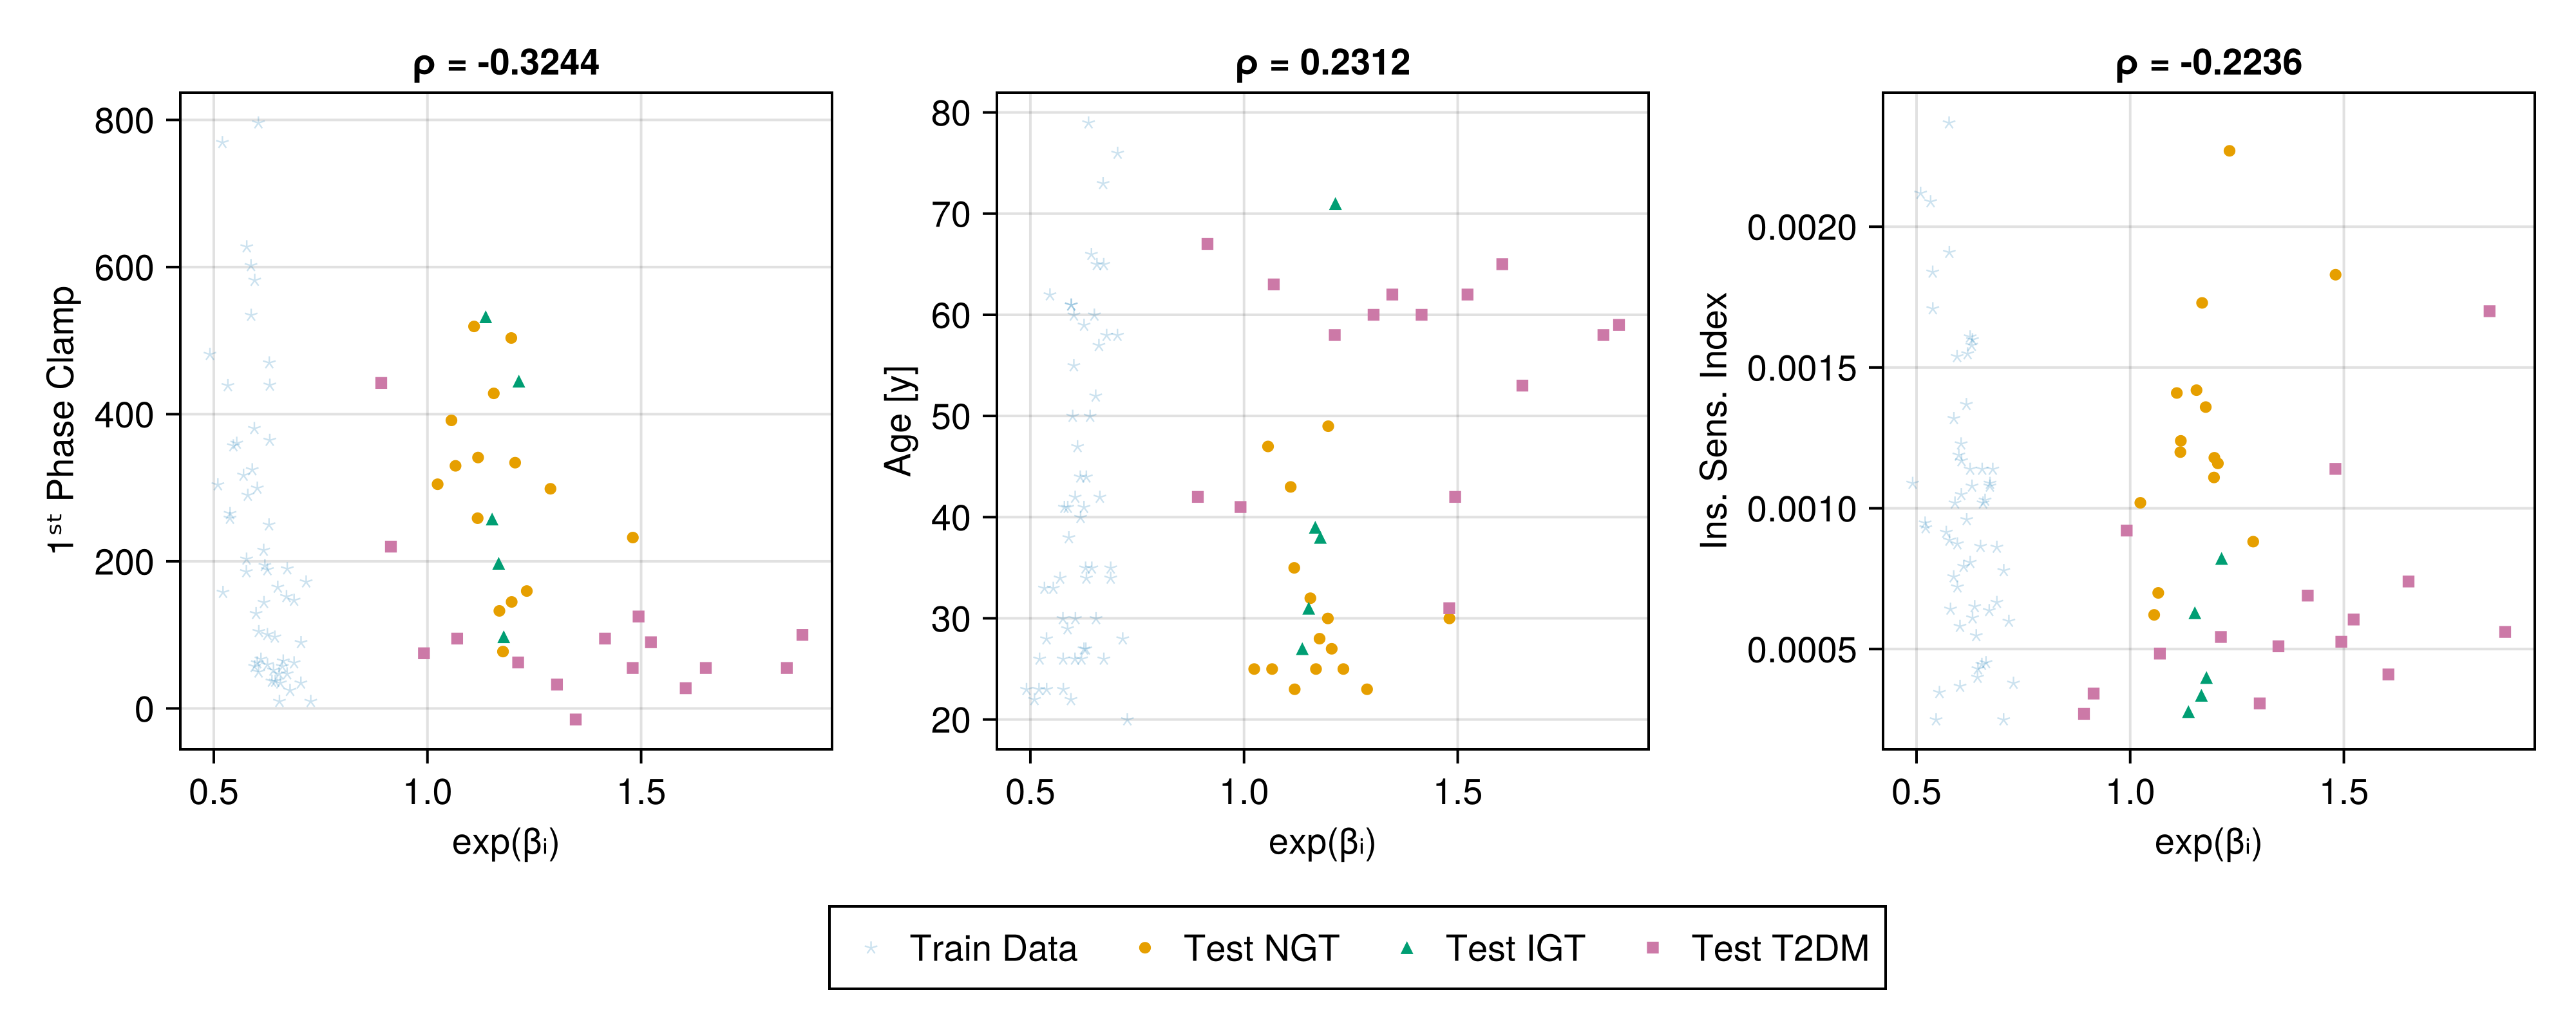 ρ = -0.3244
1ˢᵗ Phase Clamp
800
600
400
200
0
0.5 1.0 1.5
exp(βᵢ)
ρ = 0.2312
Age [y]
80
70
60
50
40
30
20
0.5 1.0 1.5
exp(βᵢ)
ρ = -0.2236
Ins. Sens. Index
0.0020
0.0015
0.0010
0.0005
0.5 1.0 1.5
exp(βᵢ)
Train Data Test NGT Test IGT Test T2DM